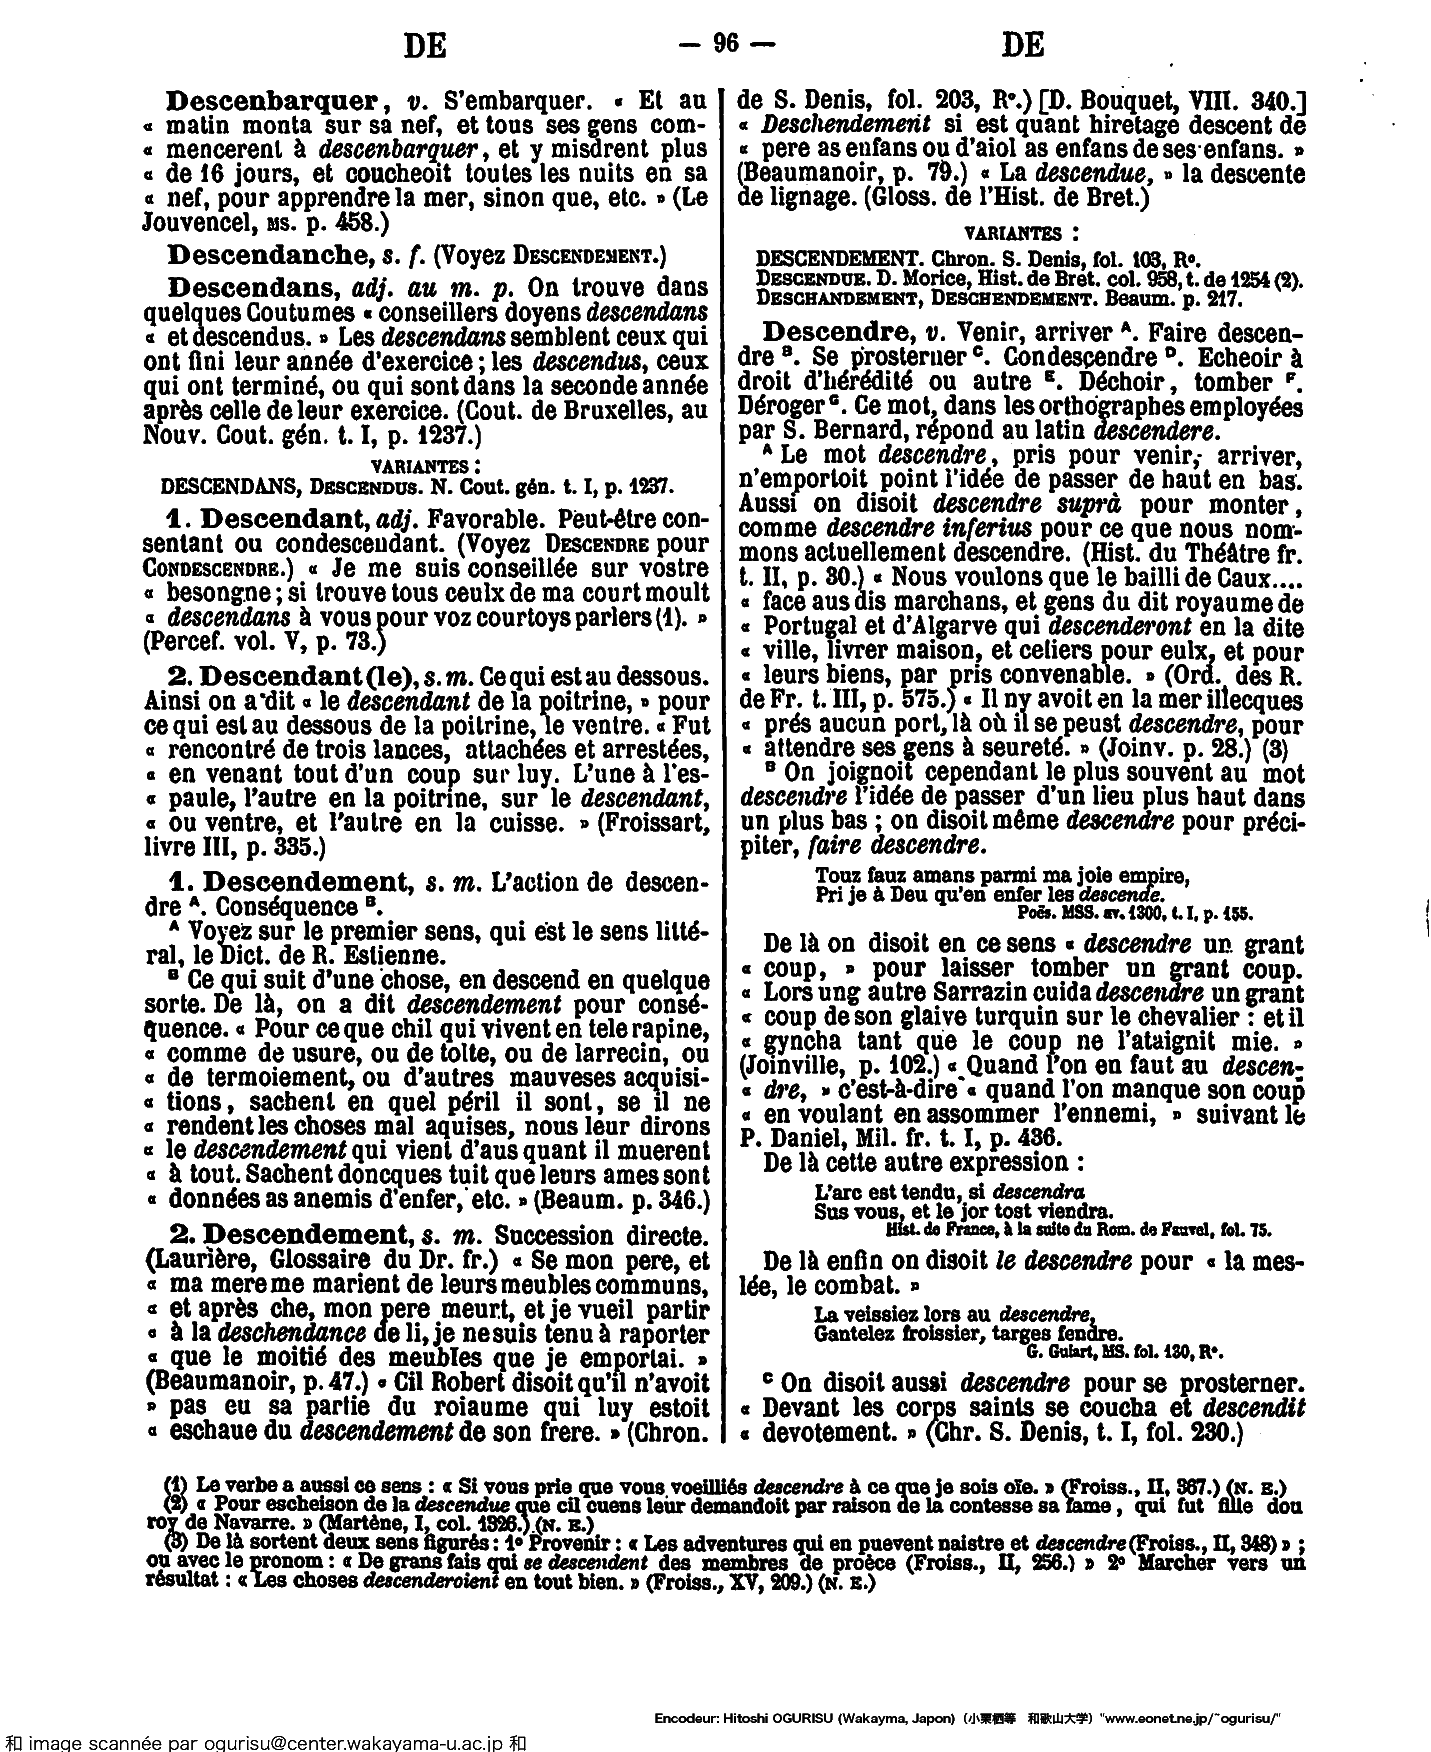 DE — 96 — DE
Descenbarquer, v. S'embarquer. « Et au
« matin monta sur sa nef, et tous ses gens com-
« mencerent à descenbarquer, et y misdrent plus
« de 16 jours, et coucheoit toutes les nuits en sa
« nef, pour apprendre la mer, sinon que, etc. » (Le
Jouvencel, MS. p. 458.)
Descendanche, s. f. (Voyez DESCENDEMENT.)
Descendans, adj. au m. p. On trouve dans
quelques Coutumes « conseillers doyens descendans
« et descendus. » Les descendans semblent ceux qui
ont fini leur année d'exercice ; les descendus, ceux
qui ont terminé, ou qui sont dans la seconde année
après celle de leur exercice. (Cout. de Bruxelles, au
Nouv. Cout. gén. t. I, p. 1237.)
VARIANTES :
DESCENDANS, DESCENDUS. N. Cout. gén. t. I, p. 1237.
1. Descendant, adj. Favorable. Peut-être con-
sentant ou condescendant. (Voyez DESCENDRE pour
CONDESCENDRE.) « Je me suis conseillée sur vostre
« besongne ; si trouve tous ceulx de ma court moult
« descendans à vous pour voz courtoys parlers (1). »
(Percef. vol. V, p. 73.)
2. Descendant (le), s. m. Ce qui est au dessous.
Ainsi on a dit « le descendant de la poitrine, » pour
ce qui est au dessous de la poitrine, le ventre. « Fut
« rencontré de trois lances, attachées et arrestées,
« en venant tout d'un coup sur luy. L'une à l'es-
« paule, l'autre en la poitrine, sur le descendant,
« ou ventre, et l'autre en la cuisse. » (Froissart,
livre III, p. 335.)
1. Descendement, s. m. L'action de descen-
dre A. Conséquence B.
A Voyez sur le premier sens, qui est le sens litté-
ral, le Dict. de R. Estienne.
B Ce qui suit d'une chose, en descend en quelque
sorte. De là, on a dit descendement pour consé-
quence. « Pour ce que chil qui vivent en tele rapine,
« comme de usure, ou de tolte, ou de larrecin, ou
« de termoiement, ou d'autres mauveses acquisi-
« tions, sachent en quel péril il sont, se il ne
« rendent les choses mal aquises, nous leur dirons
« le descendement qui vient d'aus quant il muerent
« à tout. Sachent doncques tuit que leurs ames sont
« données as anemis d'enfer, etc. » (Beaum. p. 346.)
2. Descendement, s. m. Succession directe.
(Laurière, Glossaire du Dr. fr.) « Se mon pere, et
« ma mere me marient de leurs meubles communs,
« et après che, mon pere meurt, et je vueil partir
« à la deschendance de li, je ne suis tenu à raporter
« que le moitié des meubles que je emportai. »
(Beaumanoir, p. 47.) « Cil Robert disoit qu'il n'avoit
» pas eu sa partie du roiaume qui luy estoit
« eschaue du descendement de son frere. » (Chron.
de S. Denis, fol. 203, R°.) [D. Bouquet, VIII. 340.]
« Deschendement si est quant hiretage descent de
« pere as enfans ou d'aiol as enfans de ses enfans. »
(Beaumanoir, p. 79.) « La descendue, » la descente
de lignage. (Gloss. de l'Hist. de Bret.)
VARIANTES :
DESCENDEMENT. Chron. S. Denis, fol. 103, R°.
DESCENDUE. D. Morice, Hist. de Bret. col. 958, t. de 1254 (2).
DESCHANDEMENT, DESCHENDEMENT. Beaum. p. 217.
Descendre, v. Venir, arriver A. Faire descen-
dre B. Se prosterner C. Condescendre D. Echeoir à
droit d'hérédité ou autre E. Déchoir, tomber F.
Déroger G. Ce mot, dans les orthographes employées
par S. Bernard, répond au latin descendere.
A Le mot descendre, pris pour venir, arriver,
n'emportoit point l'idée de passer de haut en bas.
Aussi on disoit descendre suprà pour monter,
comme descendre inferius pour ce que nous nom-
mons actuellement descendre. (Hist. du Théâtre fr.
t. II, p. 30.) « Nous voulons que le bailli de Caux....
« face aus dis marchans, et gens du dit royaume de
« Portugal et d'Algarve qui descenderont en la dite
« ville, livrer maison, et celiers pour eulx, et pour
« leurs biens, par pris convenable. » (Ord. des R.
de Fr. t. III, p. 575.) « Il ny avoit en la mer illecques
« prés aucun port, là où il se peust descendre, pour
« attendre ses gens à seureté. » (Joinv. p. 28.) (3)
B On joignoit cependant le plus souvent au mot
descendre l'idée de passer d'un lieu plus haut dans
un plus bas ; on disoit même descendre pour préci-
piter, faire descendre.
Touz fauz amans parmi ma joie empire,
Pri je à Deu qu'en enfer les descende.
Poës. MSS. av. 1300, t. I, p. 155.
De là on disoit en ce sens « descendre un grant
« coup, » pour laisser tomber un grant coup.
« Lors ung autre Sarrazin cuida descendre un grant
« coup de son glaive turquin sur le chevalier : et il
« gyncha tant que le coup ne l'ataignit mie. »
(Joinville, p. 102.) « Quand l'on en faut au descen-
« dre, » c'est-à-dire « quand l'on manque son coup
« en voulant en assommer l'ennemi, » suivant le
P. Daniel, Mil. fr. t. I, p. 436.
De là cette autre expression :
L'arc est tendu, si descendra
Sus vous, et le jor tost viendra.
Hist. de France, à la suite du Rom. de Fauvel, fol. 75.
De là enfin on disoit le descendre pour « la mes-
lée, le combat. »
La veissiez lors au descendre,
Gantelez froissier, targes fendre.
G. Guiart, MS. fol. 130, R°.
C On disoit aussi descendre pour se prosterner.
« Devant les corps saints se coucha et descendit
« devotement. » (Chr. S. Denis, t. I, fol. 230.)
(1) Le verbe a aussi ce sens : « Si vous prie que vous voeilliés descendre à ce que je sois oïe. » (Froiss., II, 367.) (N. E.)
(2) « Pour escheison de la descendue que cil cuens leur demandoit par raison de la contesse sa fame, qui fut fille dou
roy de Navarre. » (Martène, I, col. 1326.) (N. E.)
(3) De là sortent deux sens figurés : 1° Provenir : « Les adventures qui en puevent naistre et descendre (Froiss., II, 348) » ;
ou avec le pronom : « De grans fais qui se descendent des membres de proèce (Froiss., II, 256.) » 2° Marcher vers un
résultat : « Les choses descenderoient en tout bien. » (Froiss., XV, 209.) (N. E.)
Encodeur: Hitoshi OGURISU (Wakayma, Japon) (小栗栖等 和歌山大学) "www.eonet.ne.jp/~ogurisu/"
和 image scannée par ogurisu@center.wakayama-u.ac.jp 和